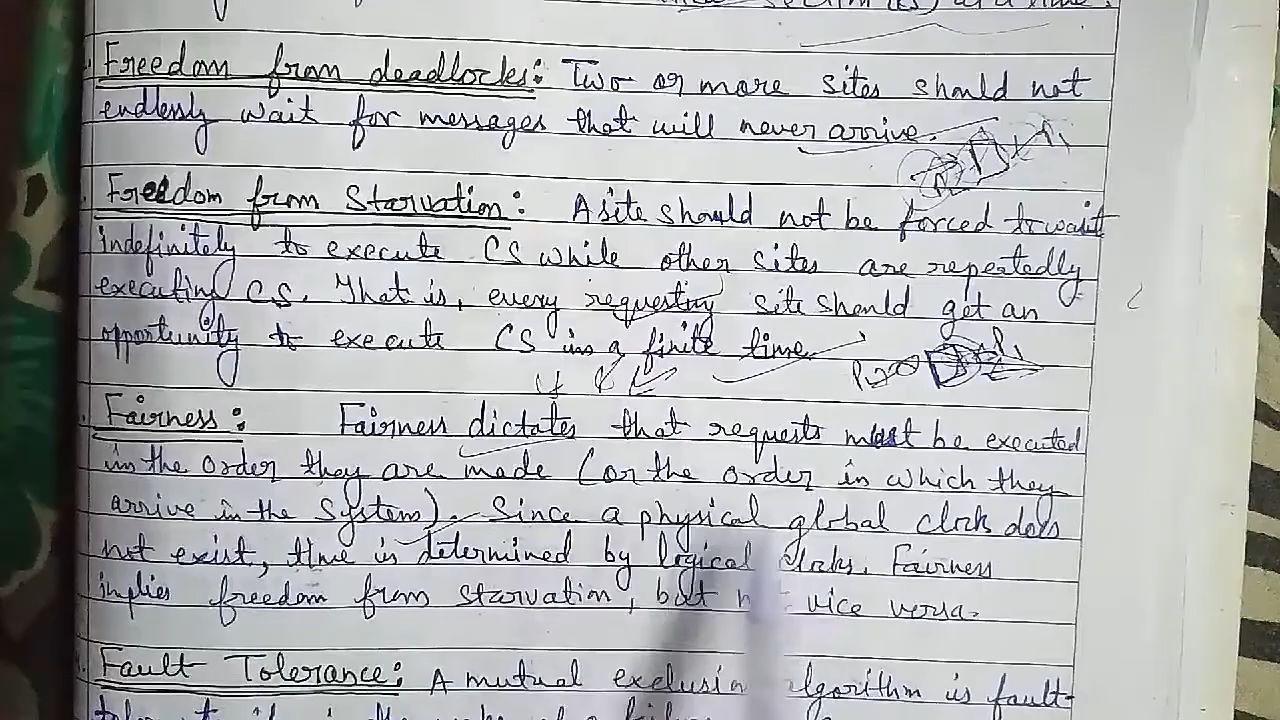 Freedom from deadlocks: Two or more sites should not
endlessly wait for messages that will never arrive.
Freedom from Starvation: A site should not be forced to wait
indefinitely to execute CS while other sites are repeatedly
executing CS. That is, every requesting site should get an
opportunity to execute CS in a finite time
Fairness: Fairness dictates that requests must be executed
in the order they are made (or the order in which they
arrive in the System). Since a physical global clock does
not exist, time is determined by logical clocks. Fairness
implies freedom from starvation, but vice versa.
Fault Tolerance: A mutual exclusion algorithm is fault-